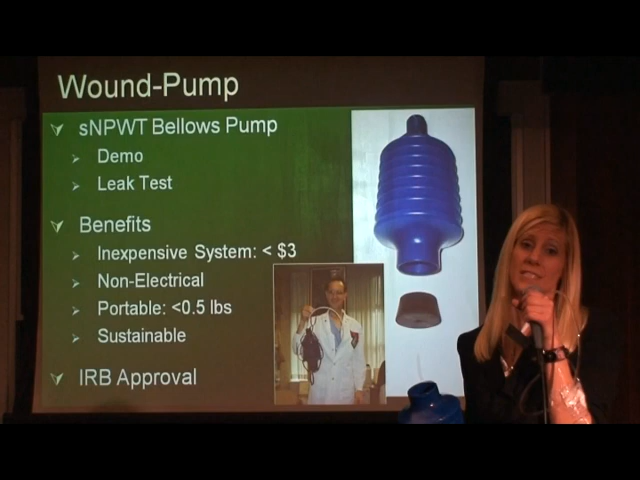 Wound-Pump
sNPWT Bellows Pump
Demo
Leak Test
Benefits
Inexpensive System: < $3
Non-Electrical
Portable: <0.5 lbs
Sustainable
IRB Approval